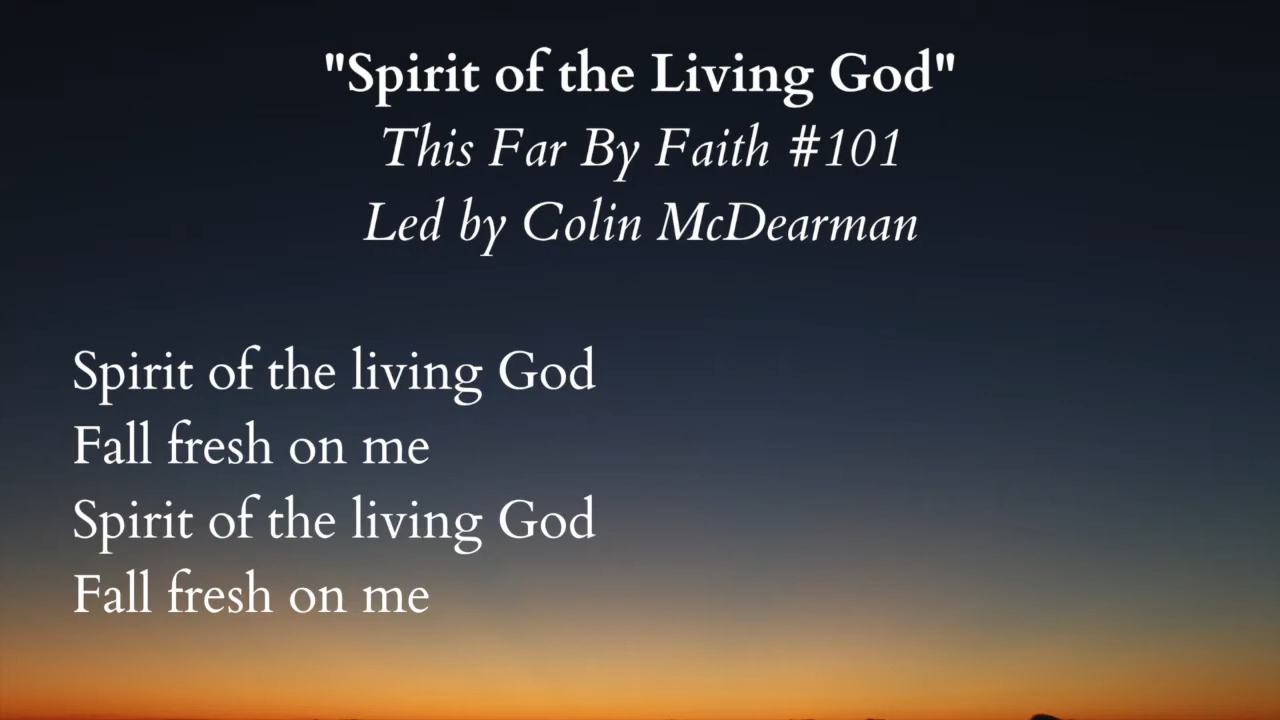 "Spirit of the Living God"
This Far By Faith #101
Led by Colin McDearman
Spirit of the living God
Fall fresh on me
Spirit of the living God
Fall fresh on me